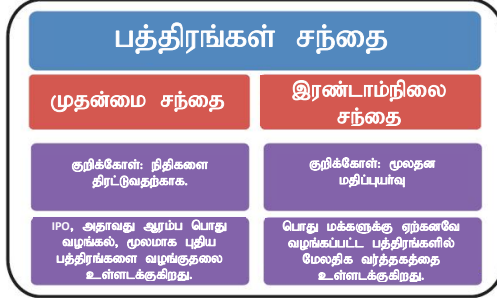 பத்திரங்கள் சந்தை
முதன்மை சந்தை
இரண்டாம்நிலை
சந்தை
குறிக்கோள்: நிதிகளை
திரட்டுவதற்காக.
குறிக்கோள்: மூலதன
மதிப்புயர்வு
IPO, அதாவது ஆரம்ப பொது
வழங்கல், மூலமாக புதிய
பத்திரங்களை வழங்குதலை
உள்ளடக்குகிறது.
பொது மக்களுக்கு ஏற்கனவே
வழங்கப்பட்ட பத்திரங்களில்
மேலதிக வர்த்தகத்தை
உள்ளடக்குகிறது.